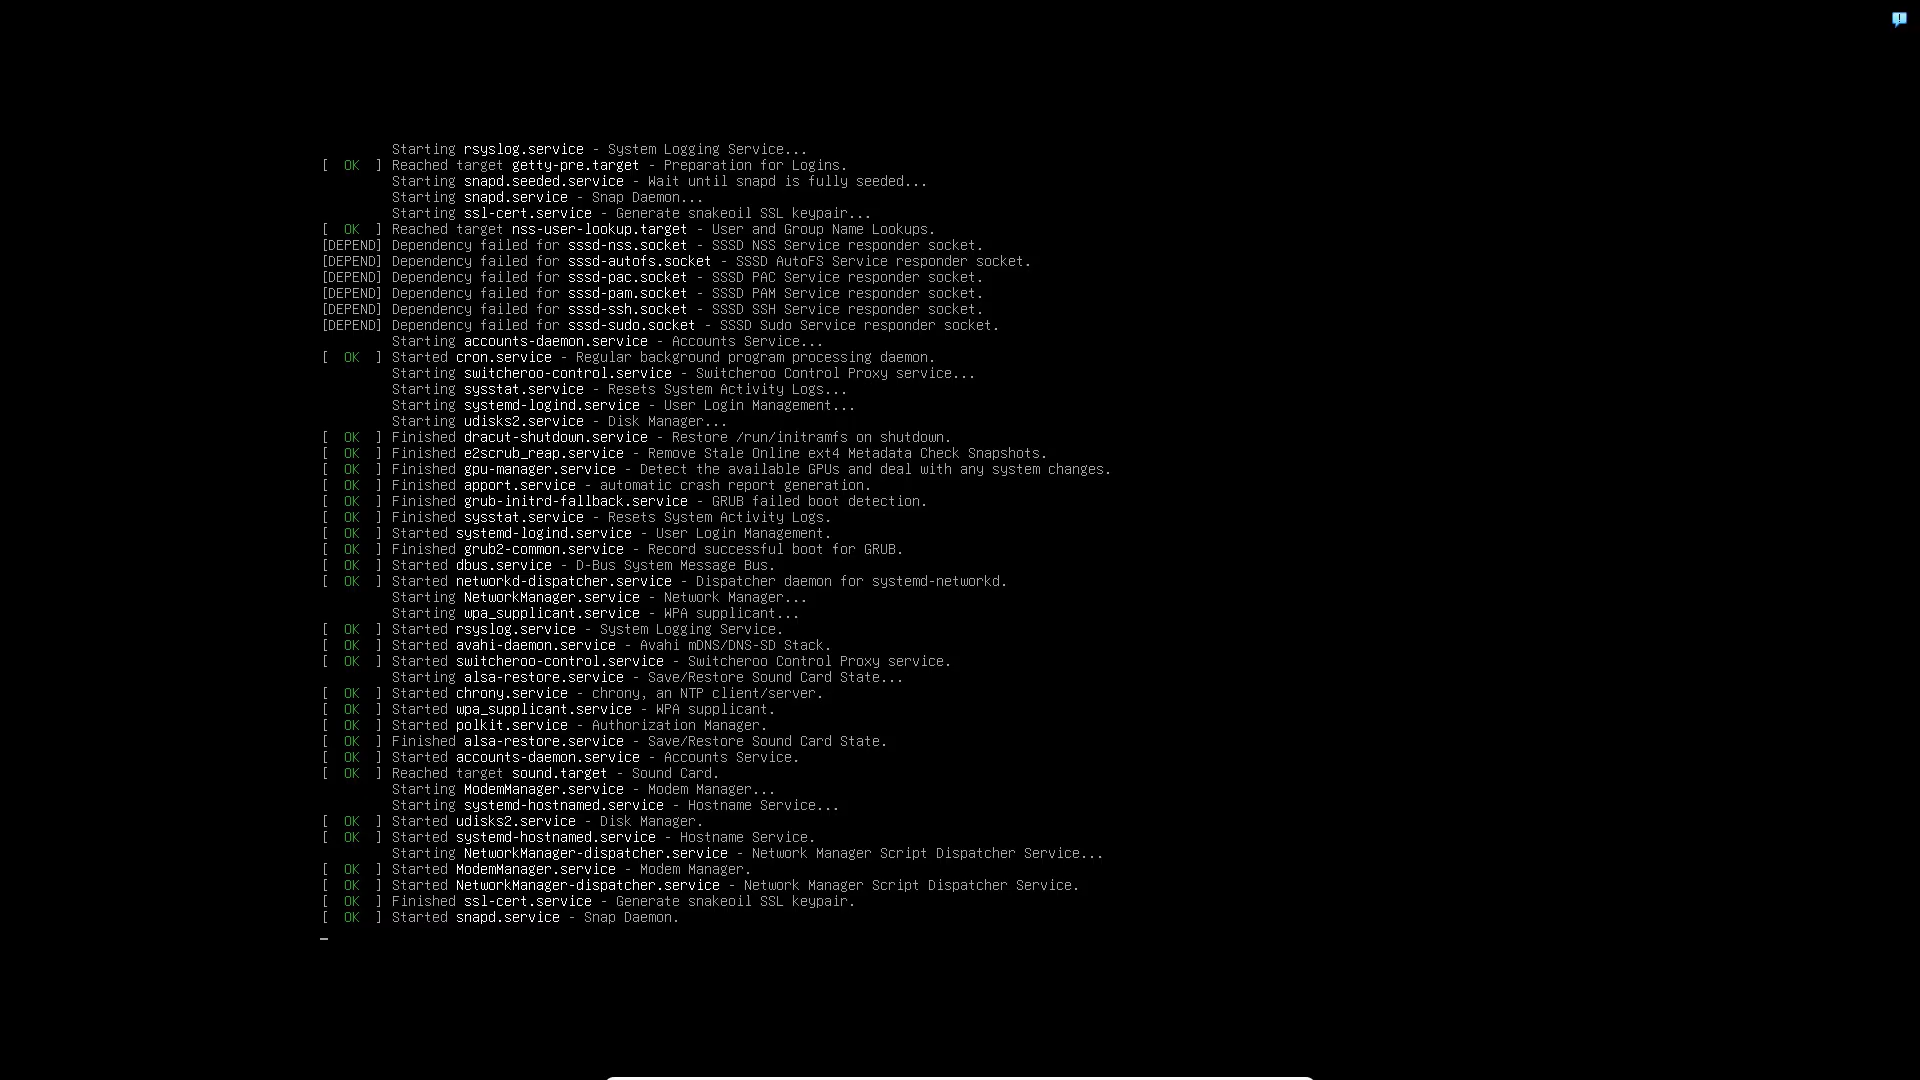 Starting rsyslog.service - System Logging Service...
[  OK  ] Reached target getty-pre.target - Preparation for Logins.
Starting snapd.seeded.service - Wait until snapd is fully seeded...
Starting snapd.service - Snap Daemon...
Starting ssl-cert.service - Generate snakeoil SSL keypair...
[  OK  ] Reached target nss-user-lookup.target - User and Group Name Lookups.
[DEPEND] Dependency failed for sssd-nss.socket - SSSD NSS Service responder socket.
[DEPEND] Dependency failed for sssd-autofs.socket - SSSD AutoFS Service responder socket.
[DEPEND] Dependency failed for sssd-pac.socket - SSSD PAC Service responder socket.
[DEPEND] Dependency failed for sssd-pam.socket - SSSD PAM Service responder socket.
[DEPEND] Dependency failed for sssd-ssh.socket - SSSD SSH Service responder socket.
[DEPEND] Dependency failed for sssd-sudo.socket - SSSD Sudo Service responder socket.
Starting accounts-daemon.service - Accounts Service...
[  OK  ] Started cron.service - Regular background program processing daemon.
Starting switcheroo-control.service - Switcheroo Control Proxy service...
Starting sysstat.service - Resets System Activity Logs...
Starting systemd-logind.service - User Login Management...
Starting udisks2.service - Disk Manager...
[  OK  ] Finished dracut-shutdown.service - Restore /run/initramfs on shutdown.
[  OK  ] Finished e2scrub_reap.service - Remove Stale Online ext4 Metadata Check Snapshots.
[  OK  ] Finished gpu-manager.service - Detect the available GPUs and deal with any system changes.
[  OK  ] Finished apport.service - automatic crash report generation.
[  OK  ] Finished grub-initrd-fallback.service - GRUB failed boot detection.
[  OK  ] Finished sysstat.service - Resets System Activity Logs.
[  OK  ] Started systemd-logind.service - User Login Management.
[  OK  ] Finished grub2-common.service - Record successful boot for GRUB.
[  OK  ] Started dbus.service - D-Bus System Message Bus.
[  OK  ] Started networkd-dispatcher.service - Dispatcher daemon for systemd-networkd.
Starting NetworkManager.service - Network Manager...
Starting wpa_supplicant.service - WPA supplicant...
[  OK  ] Started rsyslog.service - System Logging Service.
[  OK  ] Started avahi-daemon.service - Avahi mDNS/DNS-SD Stack.
[  OK  ] Started switcheroo-control.service - Switcheroo Control Proxy service.
Starting alsa-restore.service - Save/Restore Sound Card State...
[  OK  ] Started chrony.service - chrony, an NTP client/server.
[  OK  ] Started wpa_supplicant.service - WPA supplicant.
[  OK  ] Started polkit.service - Authorization Manager.
[  OK  ] Finished alsa-restore.service - Save/Restore Sound Card State.
[  OK  ] Started accounts-daemon.service - Accounts Service.
[  OK  ] Reached target sound.target - Sound Card.
Starting ModemManager.service - Modem Manager...
Starting systemd-hostnamed.service - Hostname Service...
[  OK  ] Started udisks2.service - Disk Manager.
[  OK  ] Started systemd-hostnamed.service - Hostname Service.
Starting NetworkManager-dispatcher.service - Network Manager Script Dispatcher Service...
[  OK  ] Started ModemManager.service - Modem Manager.
[  OK  ] Started NetworkManager-dispatcher.service - Network Manager Script Dispatcher Service.
[  OK  ] Finished ssl-cert.service - Generate snakeoil SSL keypair.
[  OK  ] Started snapd.service - Snap Daemon.